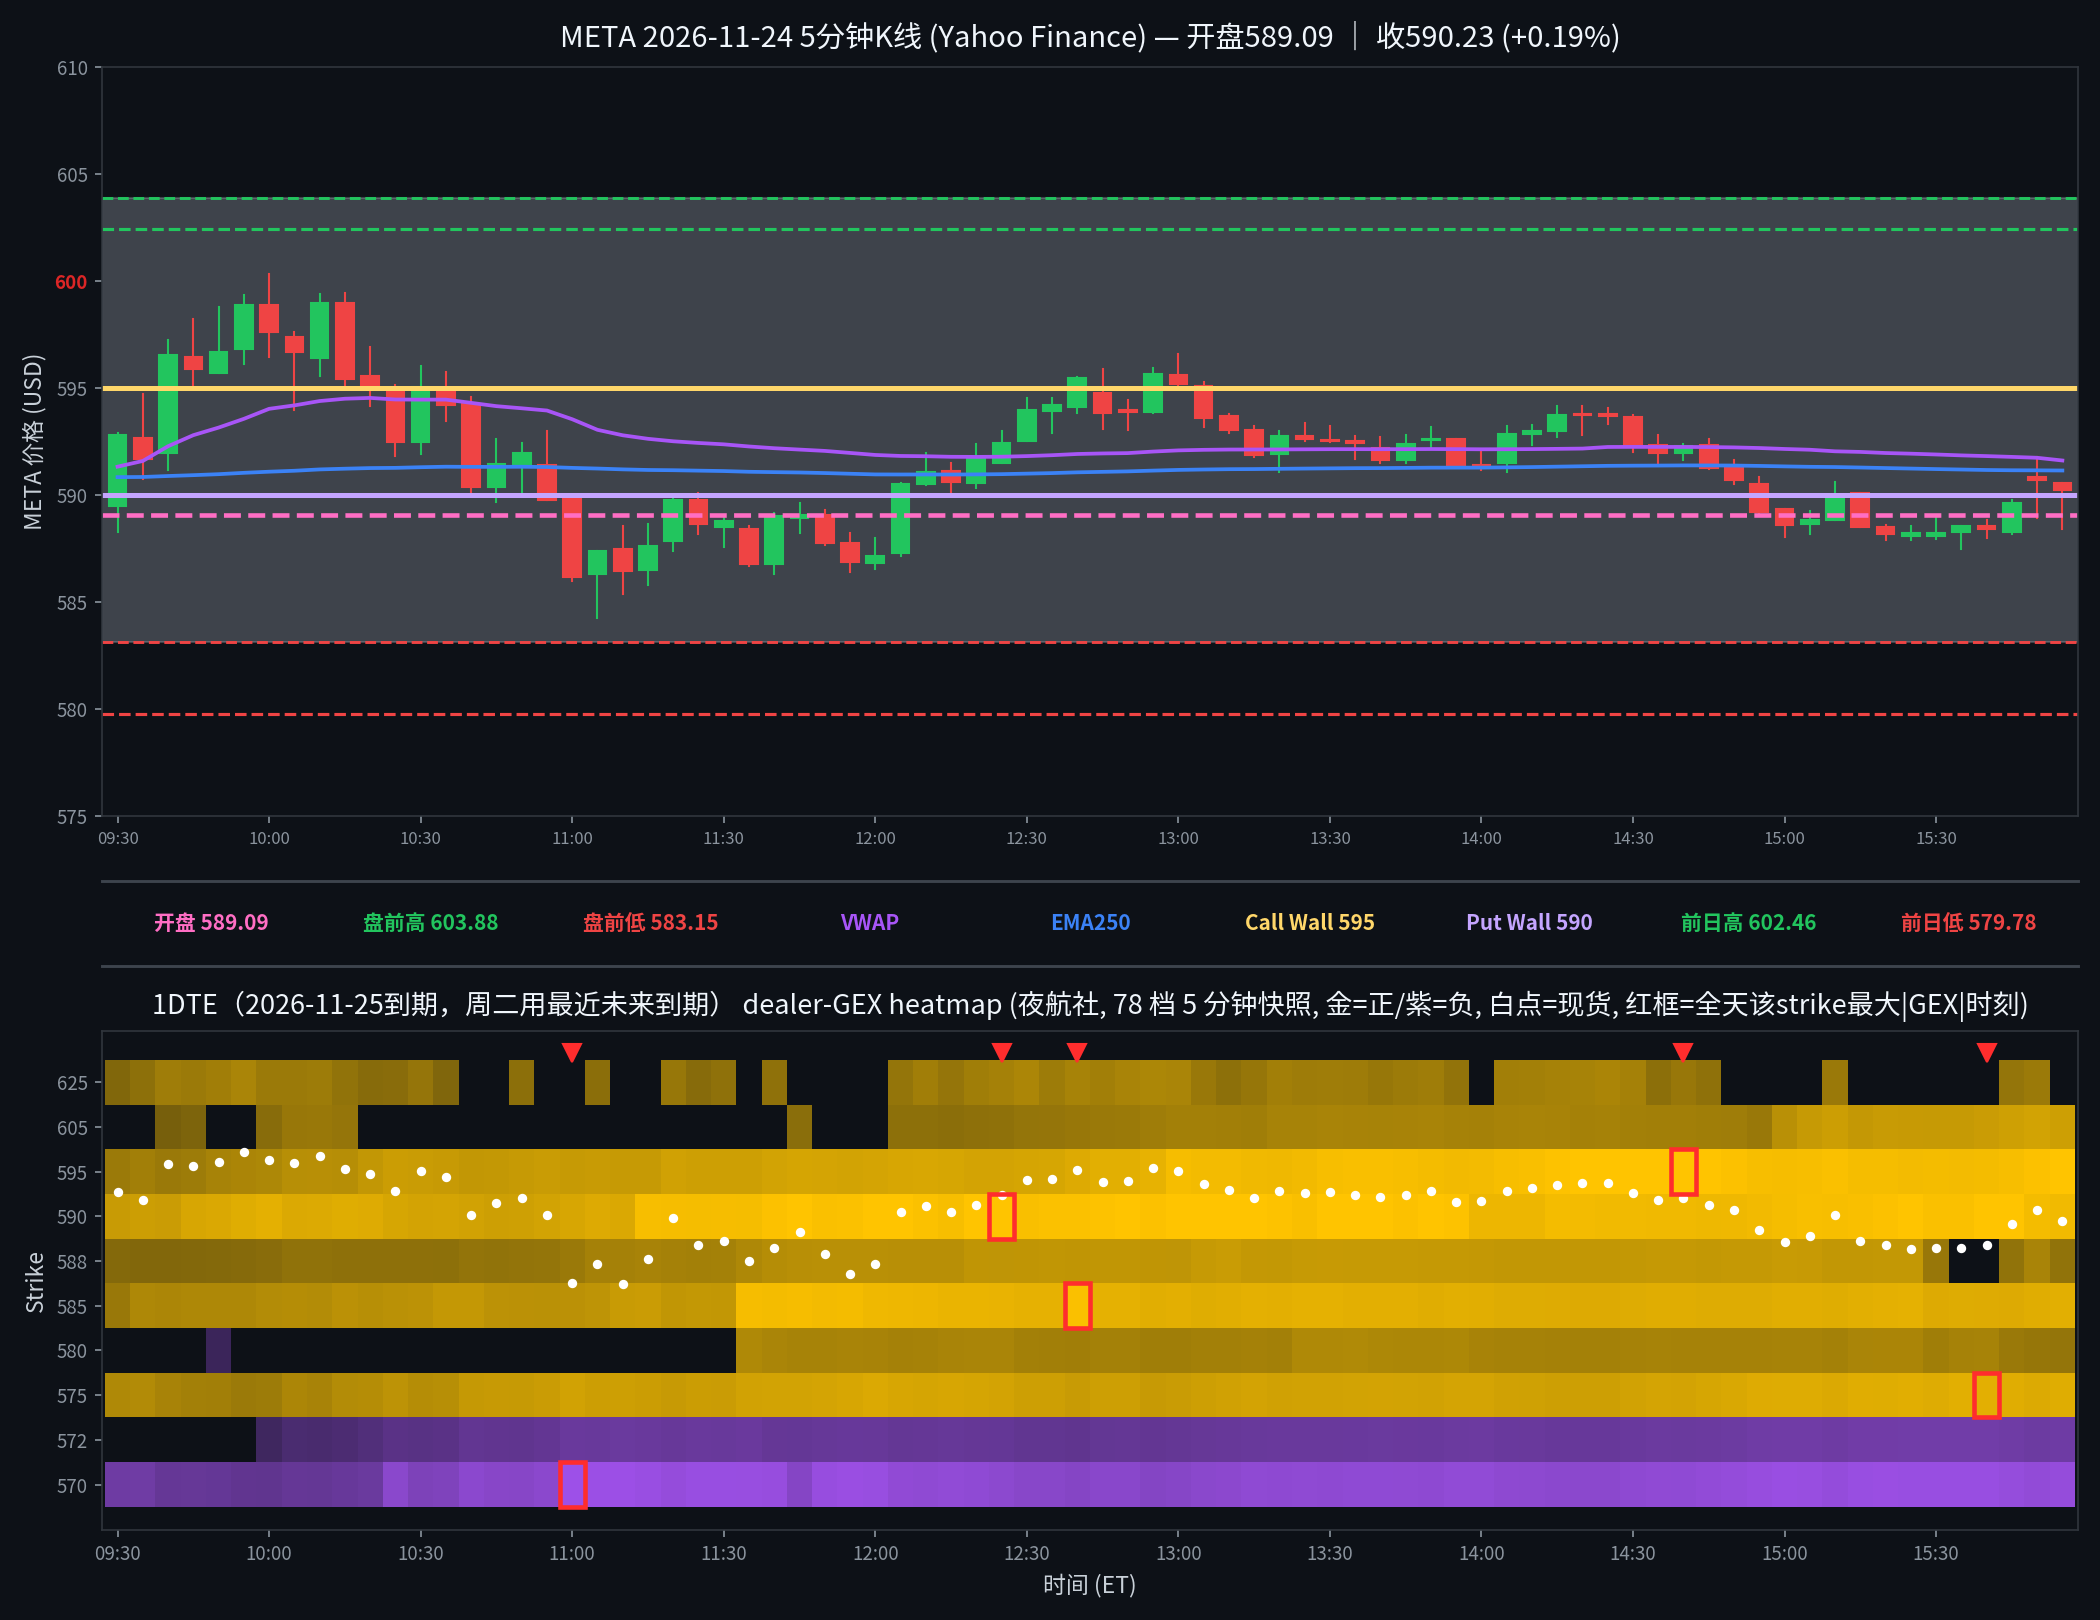 META 2026-11-24 5分钟K线 (Yahoo Finance) — 开盘589.09 ｜ 收590.23 (+0.19%)
META 价格 (USD)
610
605
600
595
590
585
580
575
09:30 10:00 10:30 11:00 11:30 12:00 12:30 13:00 13:30 14:00 14:30 15:00 15:30
开盘 589.09 盘前高 603.88 盘前低 583.15 VWAP EMA250 Call Wall 595 Put Wall 590 前日高 602.46 前日低 579.78
1DTE（2026-11-25到期，周二用最近未来到期） dealer-GEX heatmap (夜航社, 78 档 5 分钟快照, 金=正/紫=负, 白点=现货, 红框=全天该strike最大|GEX|时刻)
Strike
625
605
595
590
588
585
580
575
572
570
09:30 10:00 10:30 11:00 11:30 12:00 12:30 13:00 13:30 14:00 14:30 15:00 15:30
时间 (ET)